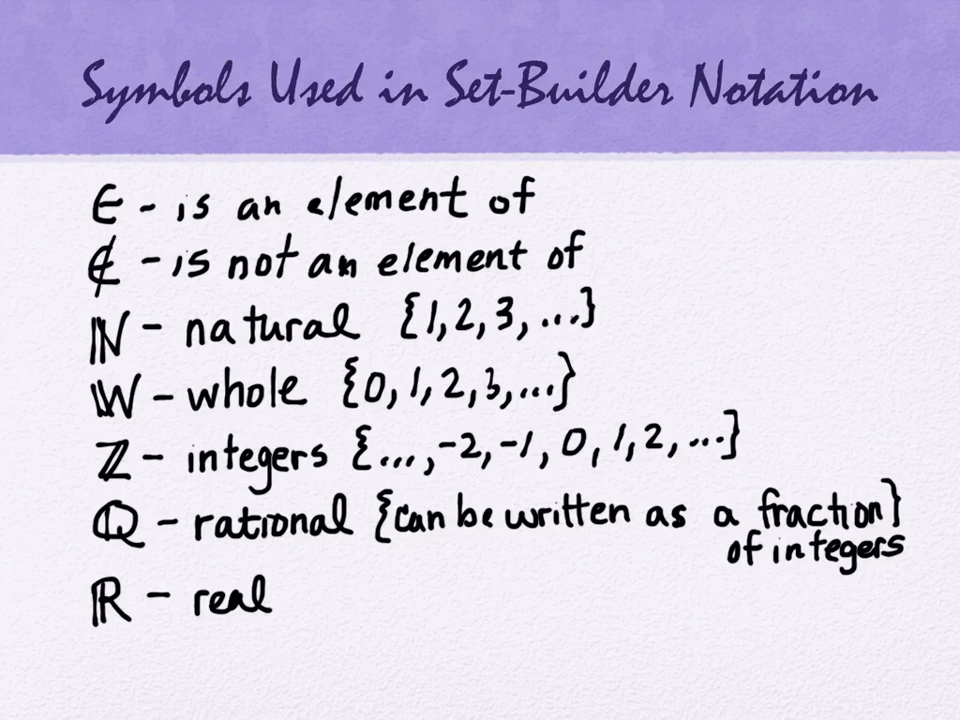 Symbols Used in Set-Builder Notation
∈ - is an element of
∉ - is not an element of
ℕ - natural {1, 2, 3, ...}
𝕎 - whole {0, 1, 2, 3, ...}
ℤ - integers {..., -2, -1, 0, 1, 2, ...}
ℚ - rational {can be written as a fraction}
of integers
ℝ - real